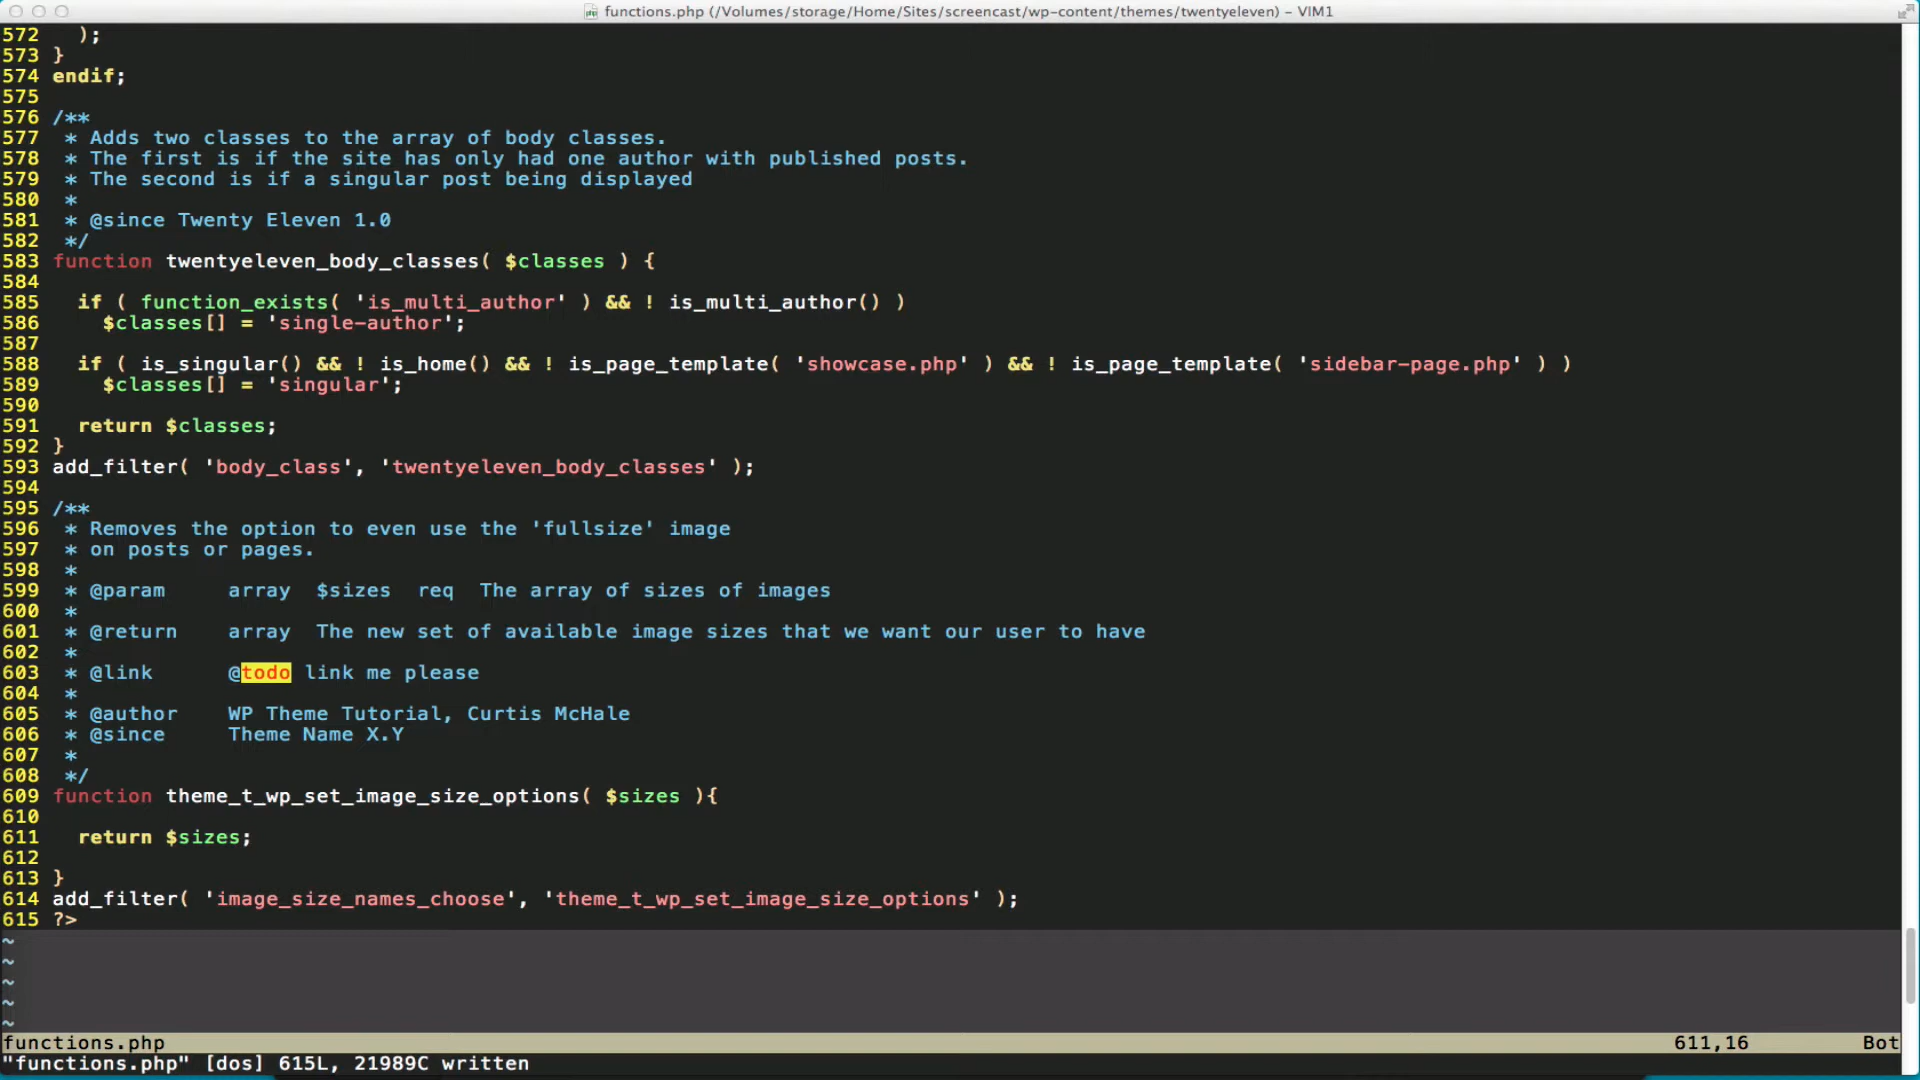 functions.php (/Volumes/storage/Home/Sites/screencast/wp-content/themes/twentyeleven) – VIM1
572   );
573 }
574 endif;
575
576 /**
577  * Adds two classes to the array of body classes.
578  * The first is if the site has only had one author with published posts.
579  * The second is if a singular post being displayed
580  *
581  * @since Twenty Eleven 1.0
582  */
583 function twentyeleven_body_classes( $classes ) {
584
585   if ( function_exists( 'is_multi_author' ) && ! is_multi_author() )
586     $classes[] = 'single-author';
587
588   if ( is_singular() && ! is_home() && ! is_page_template( 'showcase.php' ) && ! is_page_template( 'sidebar-page.php' ) )
589     $classes[] = 'singular';
590
591   return $classes;
592 }
593 add_filter( 'body_class', 'twentyeleven_body_classes' );
594
595 /**
596  * Removes the option to even use the 'fullsize' image
597  * on posts or pages.
598  *
599  * @param     array  $sizes  req  The array of sizes of images
600  *
601  * @return    array  The new set of available image sizes that we want our user to have
602  *
603  * @link      @todo link me please
604  *
605  * @author    WP Theme Tutorial, Curtis McHale
606  * @since     Theme Name X.Y
607  *
608  */
609 function theme_t_wp_set_image_size_options( $sizes ){
610
611   return $sizes;
612
613 }
614 add_filter( 'image_size_names_choose', 'theme_t_wp_set_image_size_options' );
615 ?>
~
~
~
~
~
functions.php 611,16 Bot
"functions.php" [dos] 615L, 21989C written